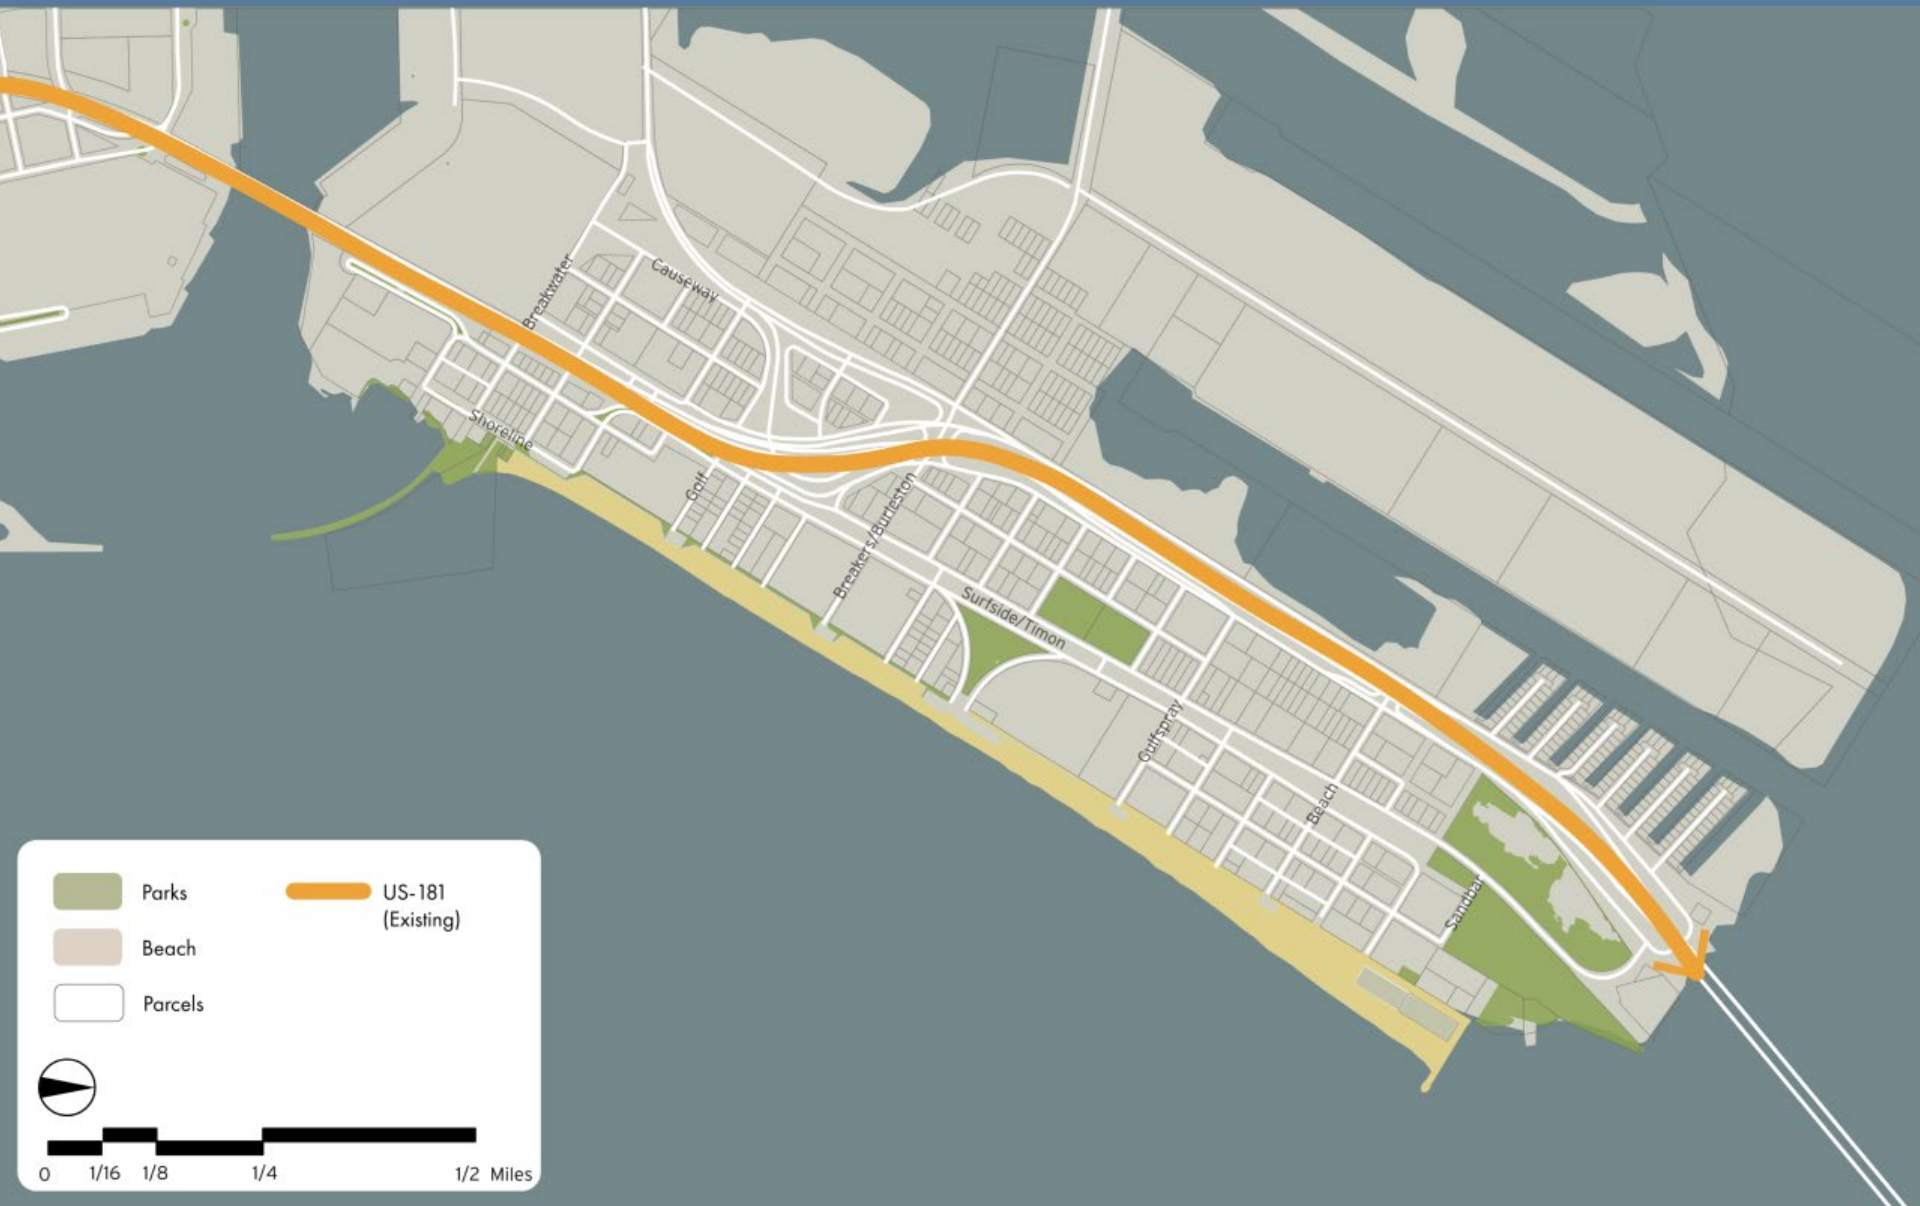 Breakwater
Causeway
Shoreline
Golf
Breakers/Burleston
Surfside/Timon
Gulfspray
Beach
Sandbar
Parks
US-181
(Existing)
Beach
Parcels
0 1/16 1/8 1/4 1/2 Miles